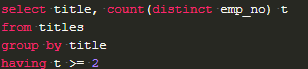 select title, count(distinct emp_no) t
from titles
group by title
having t >= 2